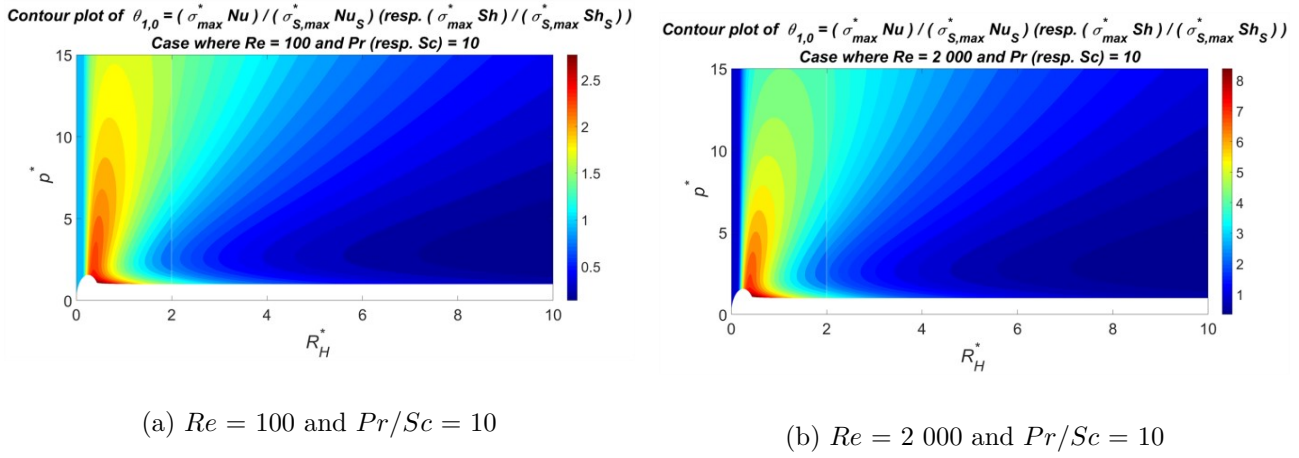 Contour plot of θ1,0 = ( σ*max Nu ) / ( σ*S,max NuS ) (resp. ( σ*max Sh ) / ( σ*S,max ShS ) )
Case where Re = 100 and Pr (resp. Sc) = 10
15
10
5
0
p*
0 2 4 6 8 10
R*H
2.5
2
1.5
1
0.5
(a) Re = 100 and Pr/Sc = 10
Contour plot of θ1,0 = ( σ*max Nu ) / ( σ*S,max NuS ) (resp. ( σ*max Sh ) / ( σ*S,max ShS ) )
Case where Re = 2 000 and Pr (resp. Sc) = 10
15
10
5
0
p*
0 2 4 6 8 10
R*H
8
7
6
5
4
3
2
1
(b) Re = 2 000 and Pr/Sc = 10